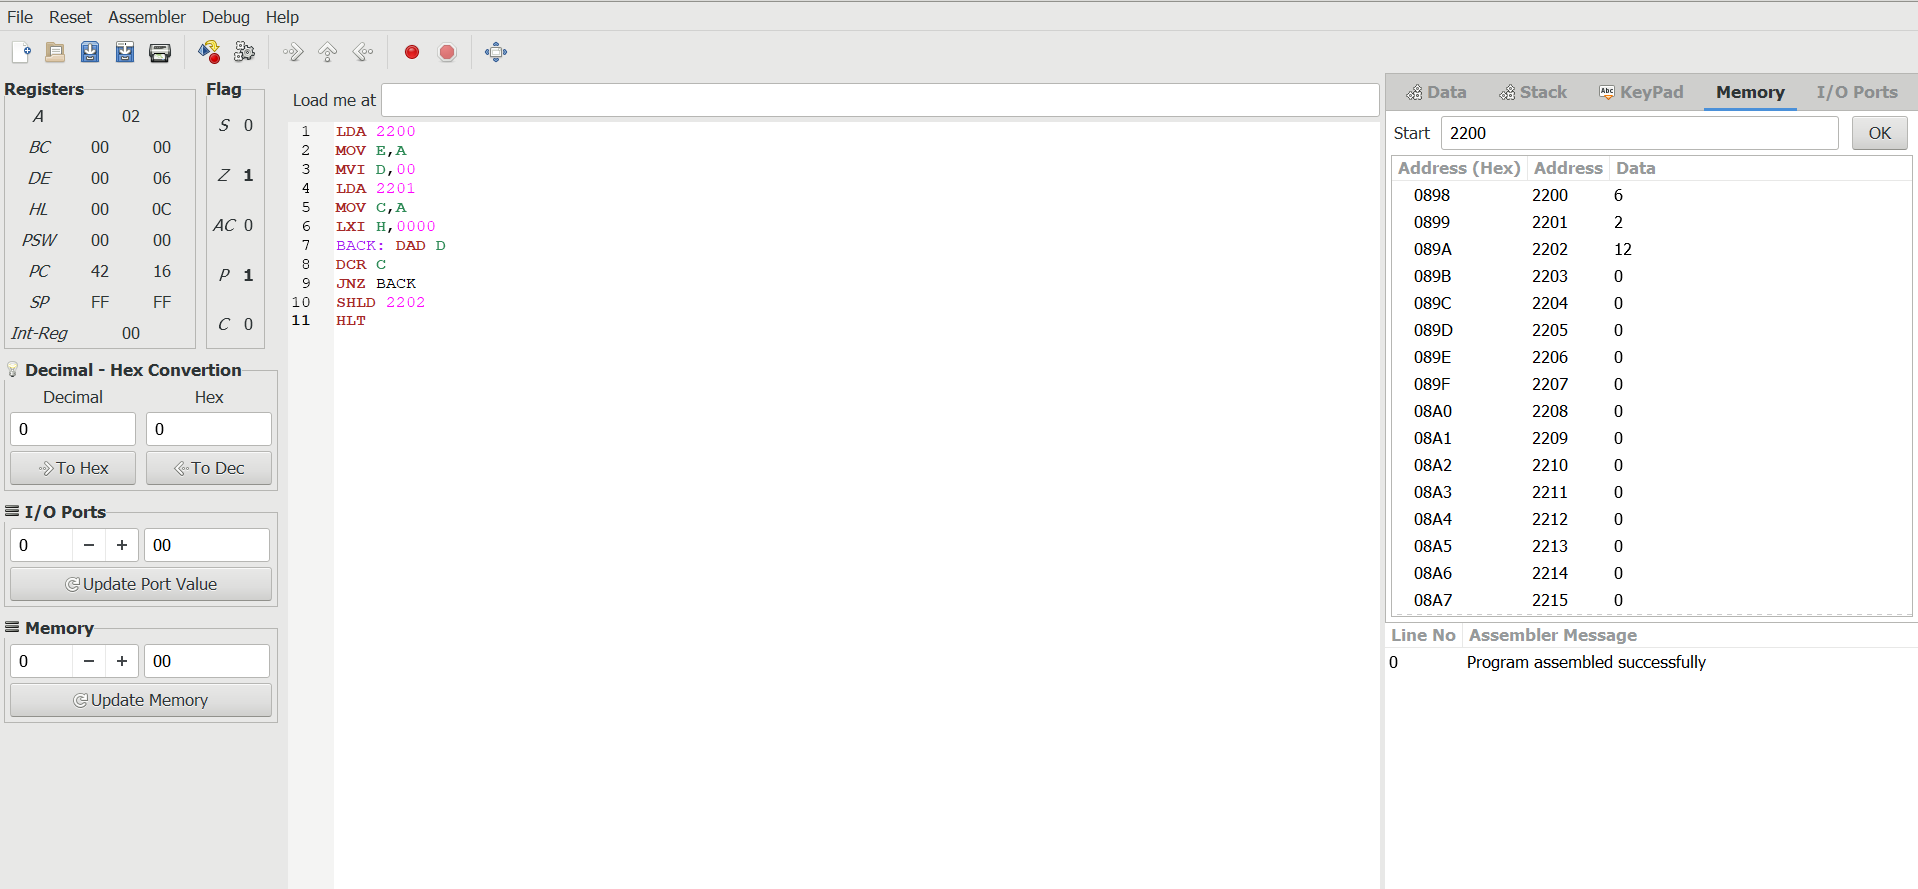 File Reset Assembler Debug Help
Registers
A 02
BC 00 00
DE 00 06
HL 00 0C
PSW 00 00
PC 42 16
SP FF FF
Int-Reg 00
Flag
S 0
Z 1
AC 0
P 1
C 0
Decimal - Hex Convertion
Decimal Hex
0 0
To Hex To Dec
I/O Ports
0 − + 00
Update Port Value
Memory
0 − + 00
Update Memory
Load me at
1 LDA 2200
2 MOV E,A
3 MVI D,00
4 LDA 2201
5 MOV C,A
6 LXI H,0000
7 BACK: DAD D
8 DCR C
9 JNZ BACK
10 SHLD 2202
11 HLT
Data Stack Abc KeyPad Memory I/O Ports
Start 2200 OK
Address (Hex) Address Data
0898 2200 6
0899 2201 2
089A 2202 12
089B 2203 0
089C 2204 0
089D 2205 0
089E 2206 0
089F 2207 0
08A0 2208 0
08A1 2209 0
08A2 2210 0
08A3 2211 0
08A4 2212 0
08A5 2213 0
08A6 2214 0
08A7 2215 0
Line No Assembler Message
0 Program assembled successfully